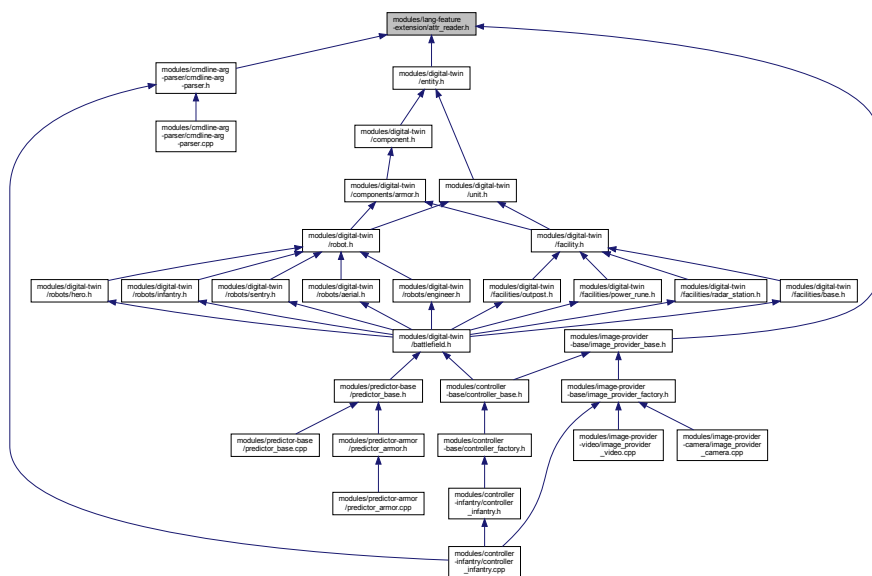 modules/lang-feature
-extension/attr_reader.h
modules/cmdline-arg
-parser/cmdline-arg
-parser.h
modules/digital-twin
/entity.h
modules/cmdline-arg
-parser/cmdline-arg
-parser.cpp
modules/digital-twin
/component.h
modules/digital-twin
/components/armor.h
modules/digital-twin
/unit.h
modules/digital-twin
/robot.h
modules/digital-twin
/facility.h
modules/digital-twin
/robots/hero.h
modules/digital-twin
/robots/infantry.h
modules/digital-twin
/robots/sentry.h
modules/digital-twin
/robots/aerial.h
modules/digital-twin
/robots/engineer.h
modules/digital-twin
/facilities/outpost.h
modules/digital-twin
/facilities/power_rune.h
modules/digital-twin
/facilities/radar_station.h
modules/digital-twin
/facilities/base.h
modules/digital-twin
/battlefield.h
modules/image-provider
-base/image_provider_base.h
modules/predictor-base
/predictor_base.h
modules/controller
-base/controller_base.h
modules/image-provider
-base/image_provider_factory.h
modules/predictor-base
/predictor_base.cpp
modules/predictor-armor
/predictor_armor.h
modules/controller
-base/controller_factory.h
modules/image-provider
-video/image_provider
_video.cpp
modules/image-provider
-camera/image_provider
_camera.cpp
modules/predictor-armor
/predictor_armor.cpp
modules/controller
-infantry/controller
_infantry.h
modules/controller
-infantry/controller
_infantry.cpp